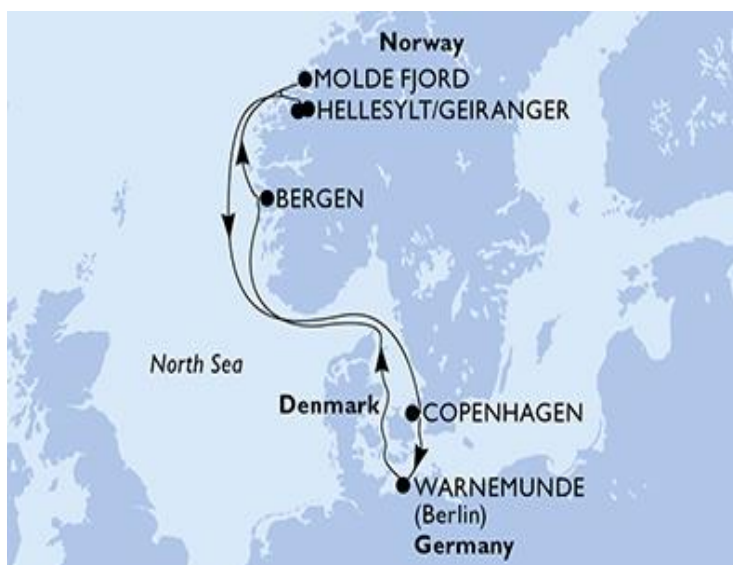 Norway
MOLDE FJORD
HELLESYLT/GEIRANGER
BERGEN
North Sea
Denmark
COPENHAGEN
WARNEMUNDE
(Berlin)
Germany